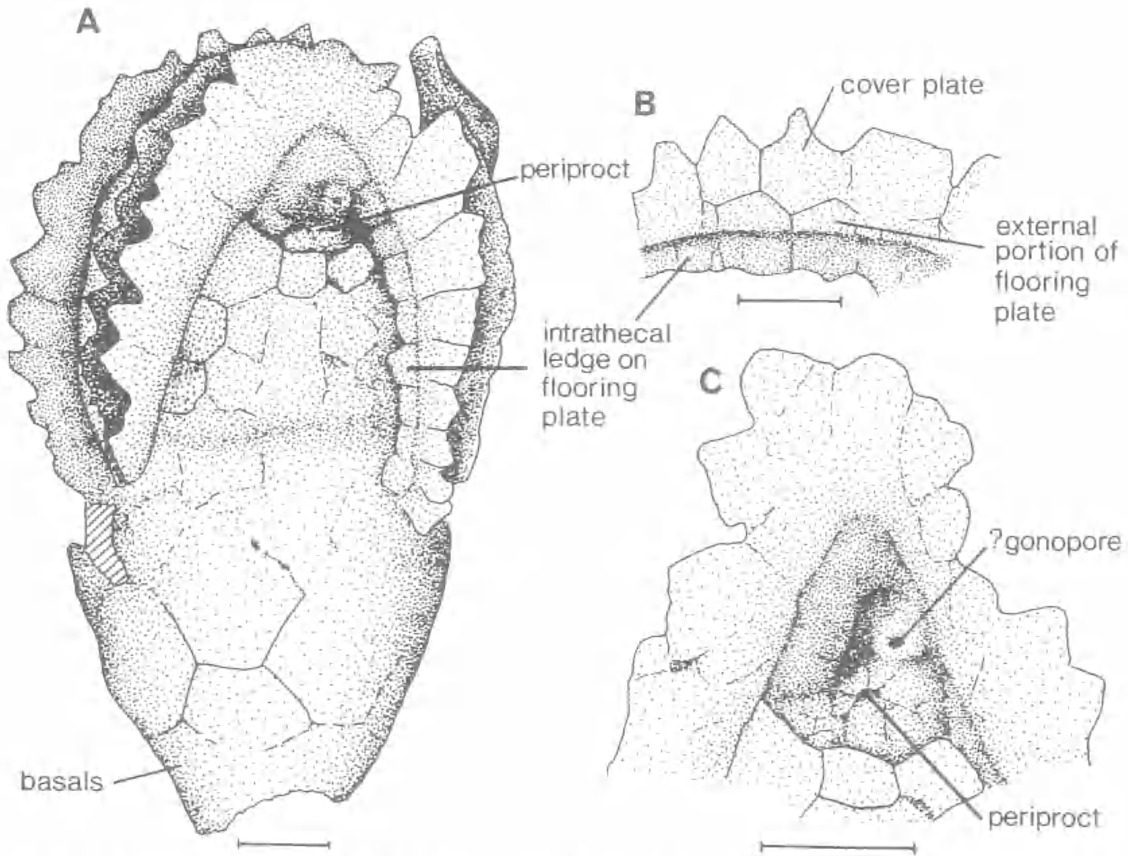 A
periproct
intrathecal
ledge on
flooring
plate
basals
B
cover plate
external
portion of
flooring
plate
C
?gonopore
periproct